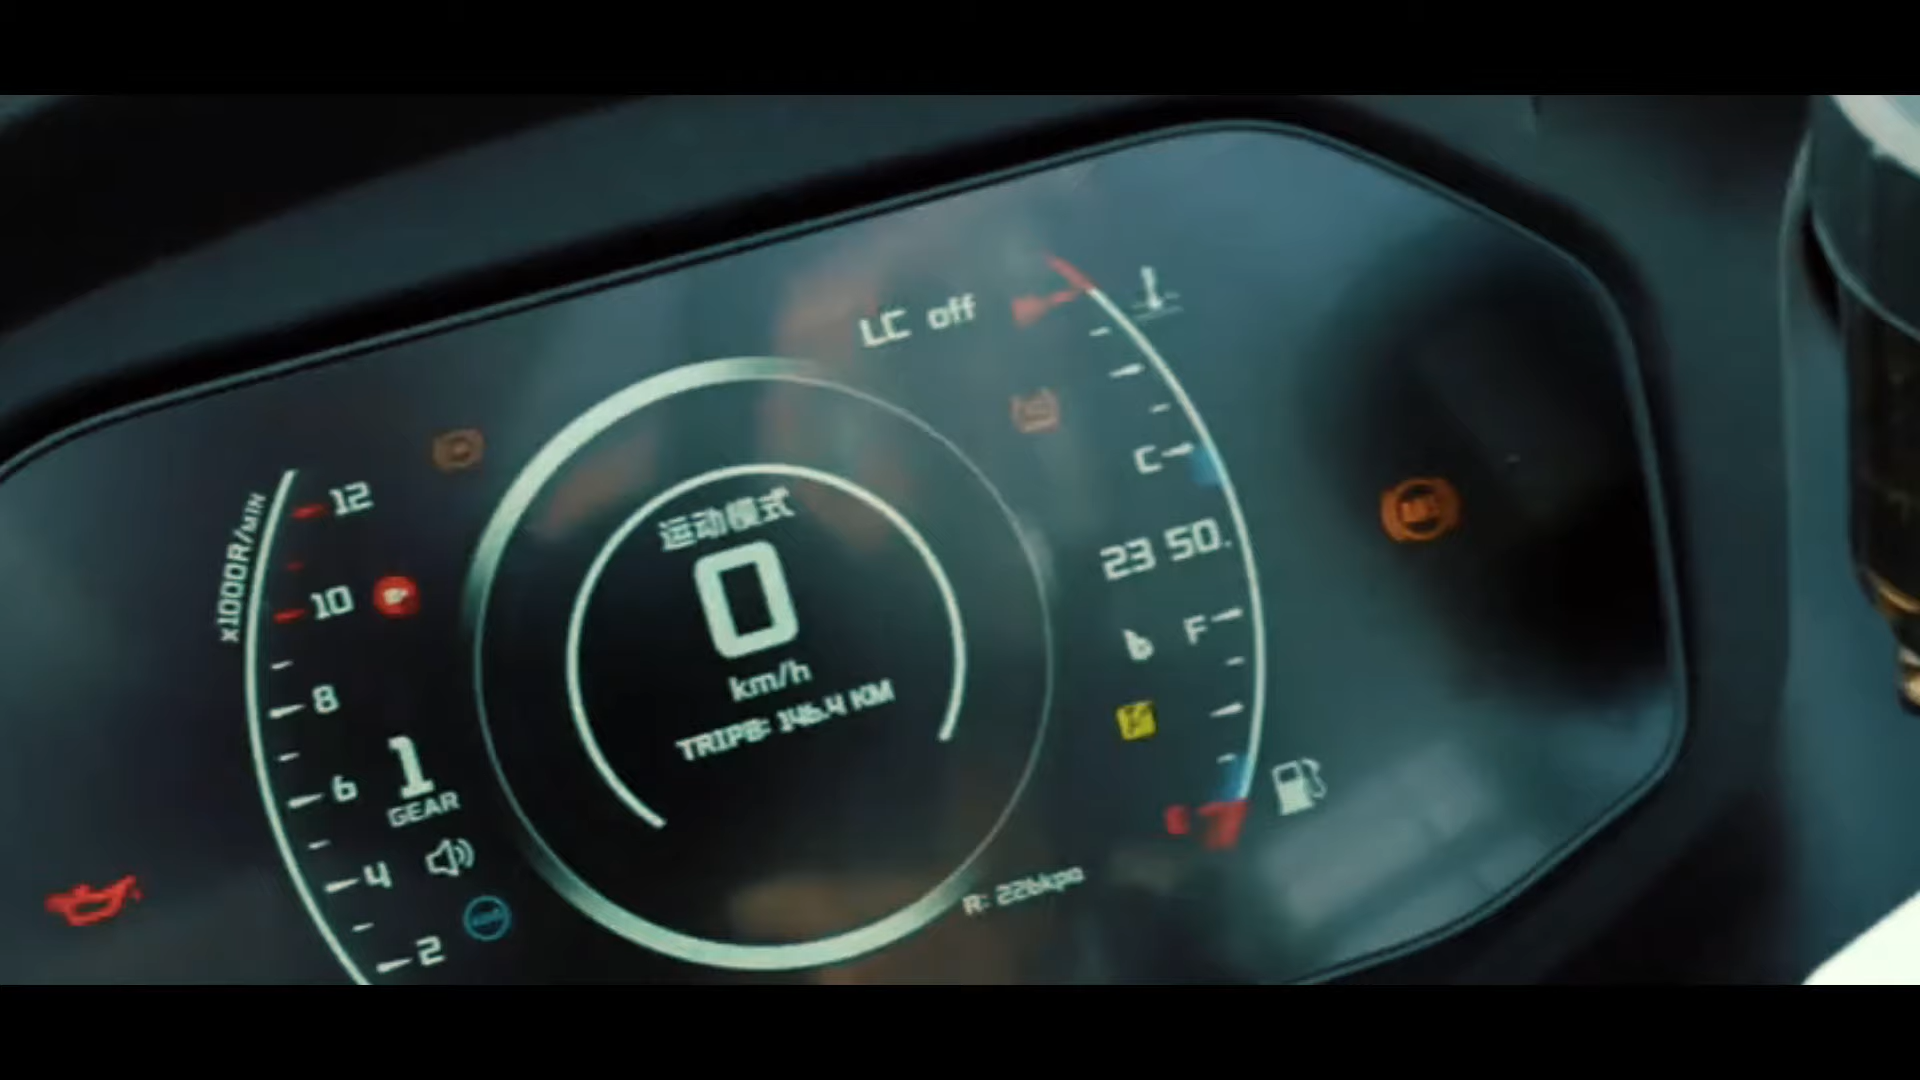 LC off
x1000R/MIN
12
10
8
6
4
2
1
GEAR
运动模式
0
km/h
TRIPB: 146.4 KM
C
23 50
F
R: 226kpa